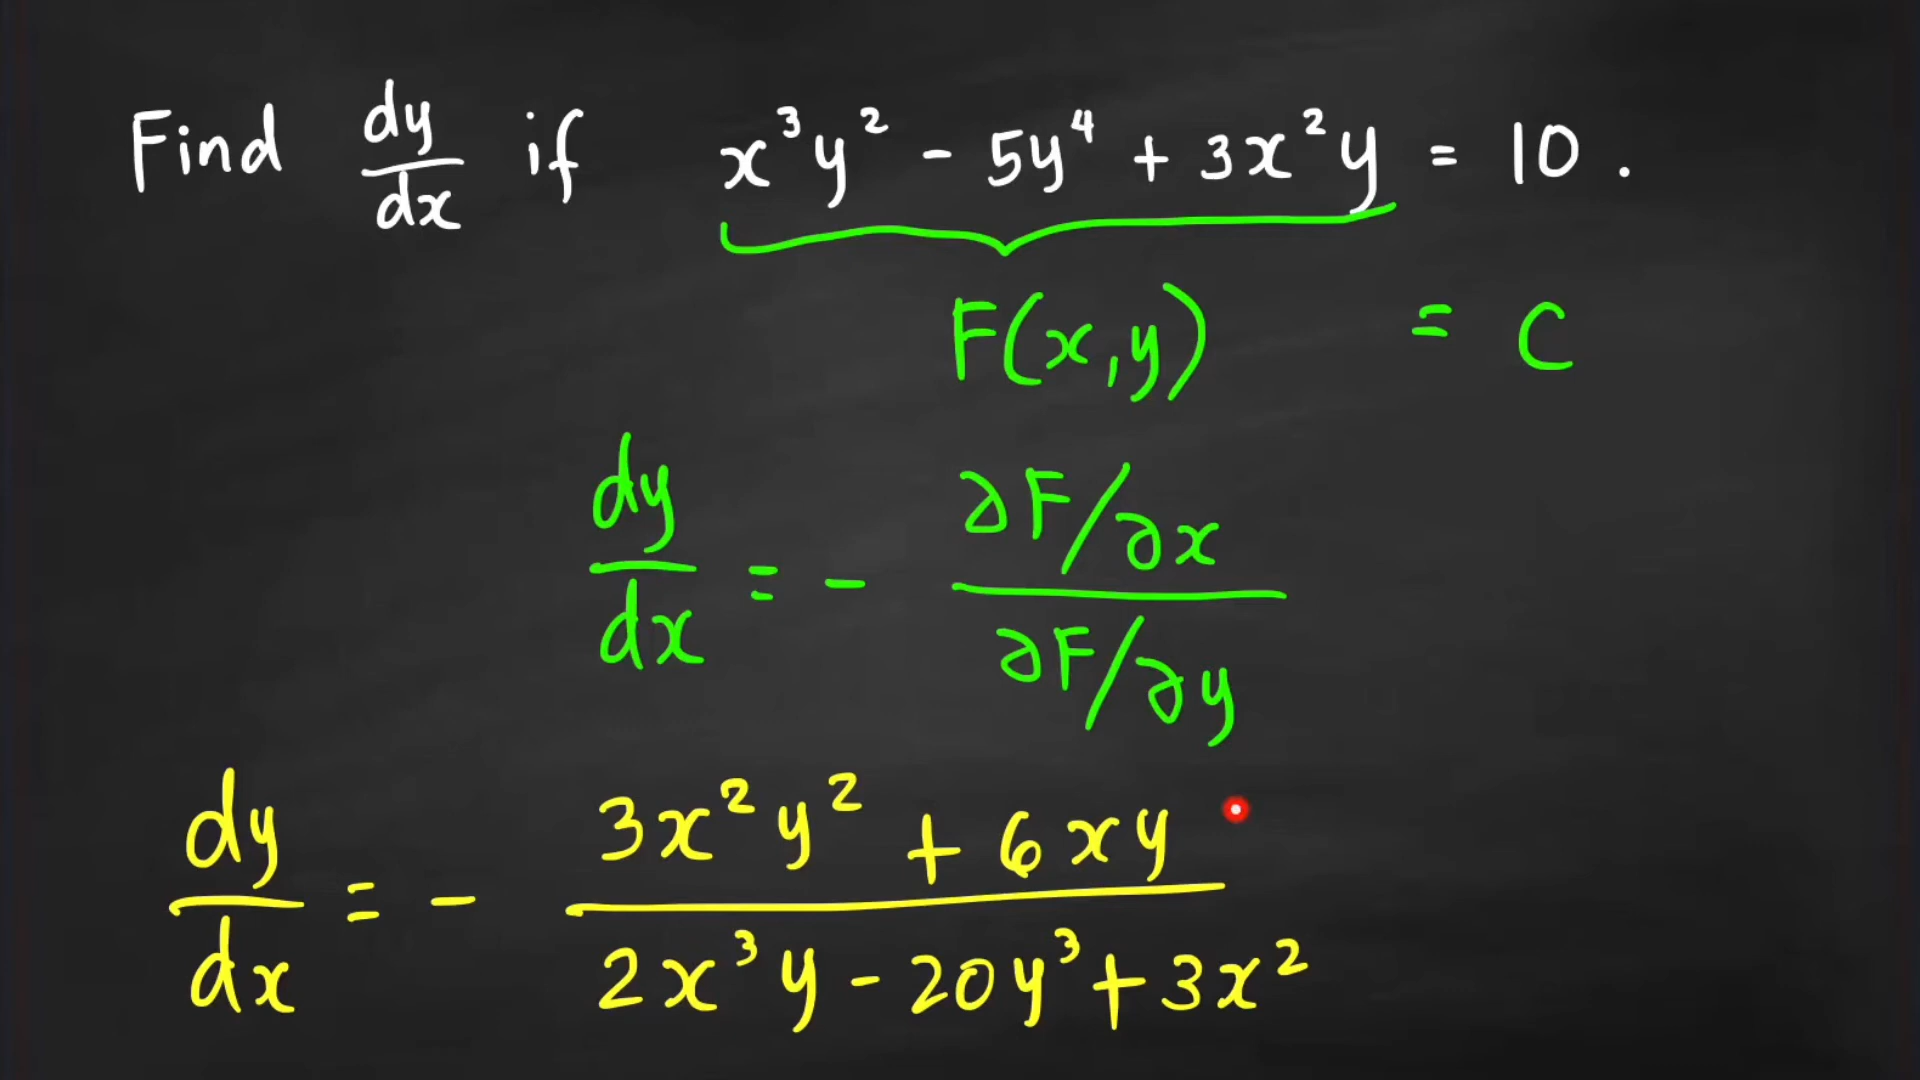 Find dy/dx if x³y² - 5y⁴ + 3x²y = 10.
F(x,y) = C
dy/dx = - (∂F/∂x)/(∂F/∂y)
dy/dx = - (3x²y² + 6xy)/(2x³y - 20y³ + 3x²)